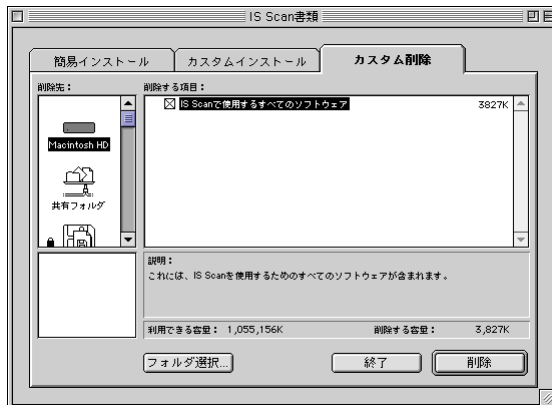 IS Scan書類
簡易インストール
カスタムインストール
カスタム削除
削除先：
削除する項目：
Macintosh HD
共有フォルダ
IS Scanで使用するすべてのソフトウェア 3827K
説明：
これには、IS Scanを使用するためのすべてのソフトウェアが含まれます。
利用できる容量： 1,055,156K 削除する容量： 3,827K
フォルダ選択... 終了 削除